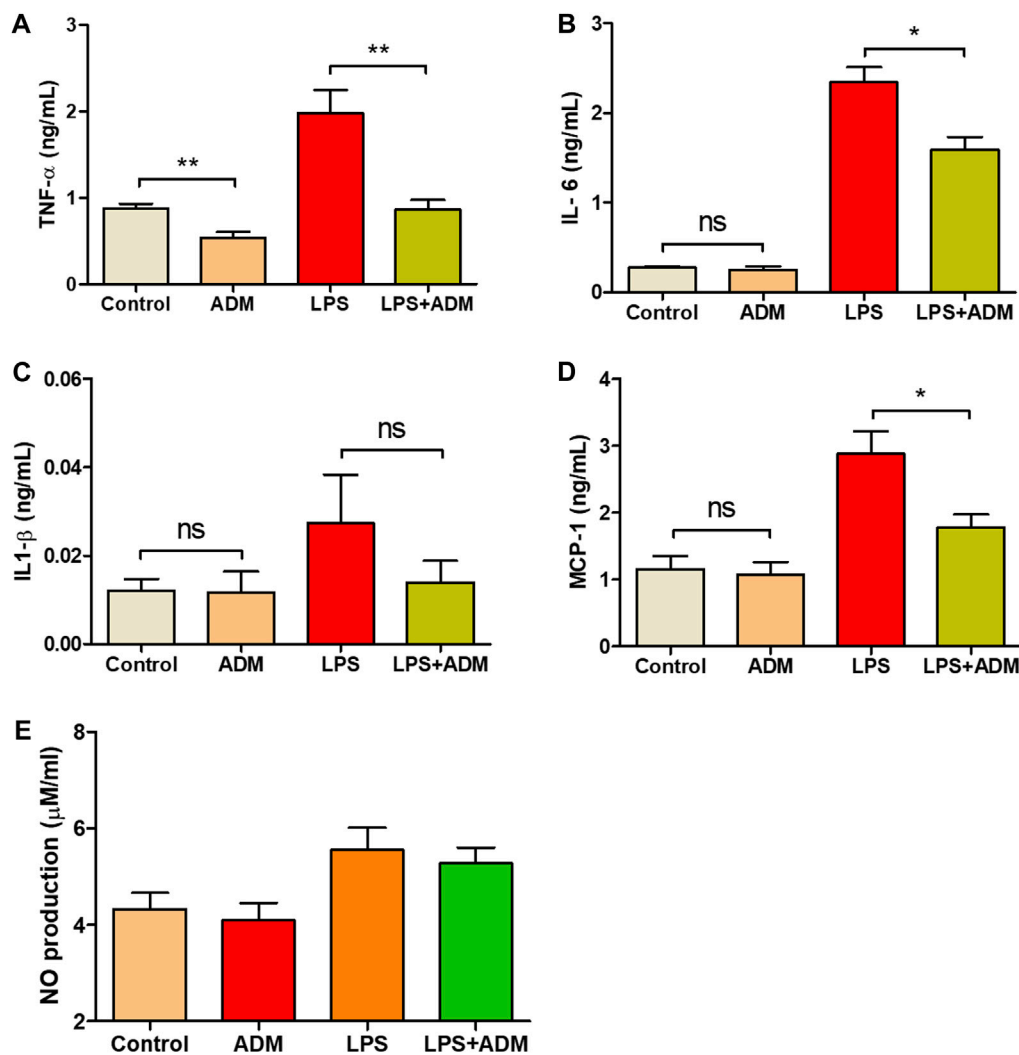 A
TNF-α (ng/mL)
3
2
1
0
**
**
Control ADM LPS LPS+ADM
B
IL- 6 (ng/mL)
3
2
1
0
ns
*
Control ADM LPS LPS+ADM
C
IL1-β (ng/mL)
0.06
0.04
0.02
0.00
ns
ns
Control ADM LPS LPS+ADM
D
MCP-1 (ng/mL)
4
3
2
1
0
ns
*
Control ADM LPS LPS+ADM
E
NO production (μM/ml)
8
6
4
2
Control ADM LPS LPS+ADM